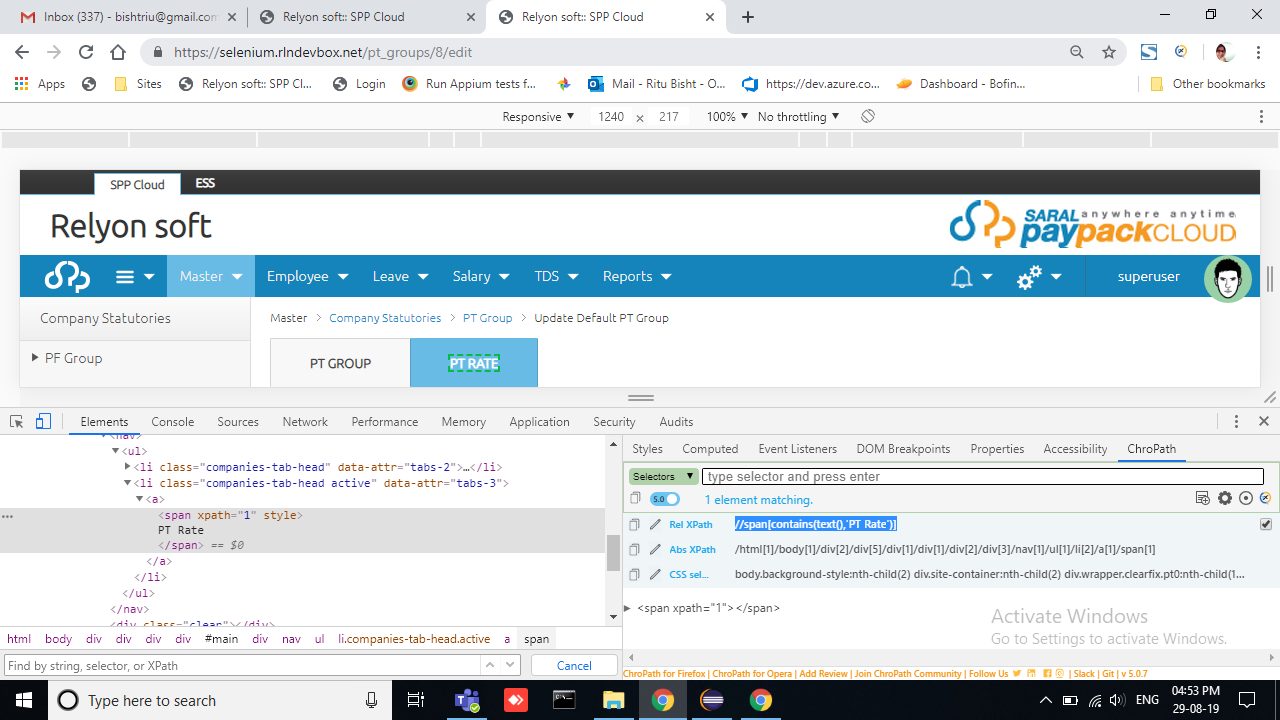 Inbox (337) - bishtriu@gmail.com
Relyon soft:: SPP Cloud
Relyon soft:: SPP Cloud
https://selenium.rlndevbox.net/pt_groups/8/edit
Apps Sites Relyon soft:: SPP Cl... Login Run Appium tests f... Mail - Ritu Bisht - O... https://dev.azure.co... Dashboard - Bofin... Other bookmarks
Responsive ▼ 1240 × 217 100% ▼ No throttling ▼
SPP Cloud ESS
Relyon soft
SARAL anywhere anytime
paypackCLOUD
Master Employee Leave Salary TDS Reports superuser
Company Statutories
Master > Company Statutories > PT Group > Update Default PT Group
PF Group
PT GROUP PT RATE
Elements Console Sources Network Performance Memory Application Security Audits
<nav>
▼<ul>
▶<li class="companies-tab-head" data-attr="tabs-2">…</li>
▼<li class="companies-tab-head active" data-attr="tabs-3">
▼<a>
<span xpath="1" style>
PT Rate
</span> == $0
</a>
</li>
</ul>
</nav>
<div class="clear"></div>
html body div div div div #main div nav ul li.companies-tab-head.active a span
Find by string, selector, or XPath Cancel
Styles Computed Event Listeners DOM Breakpoints Properties Accessibility ChroPath
Selectors ▼ type selector and press enter
5.0 1 element matching.
Rel XPath //span[contains(text(),'PT Rate')]
Abs XPath /html[1]/body[1]/div[2]/div[5]/div[1]/div[1]/div[2]/div[3]/nav[1]/ul[1]/li[2]/a[1]/span[1]
CSS sel... body.background-style:nth-child(2) div.site-container:nth-child(2) div.wrapper.clearfix.pt0:nth-child(1...
▶ <span xpath="1"></span>
Activate Windows
Go to Settings to activate Windows.
ChroPath for Firefox | ChroPath for Opera | Add Review | Join ChroPath Community | Follow Us | Slack | Git | v 5.0.7
Type here to search
ENG
04:53 PM
29-08-19